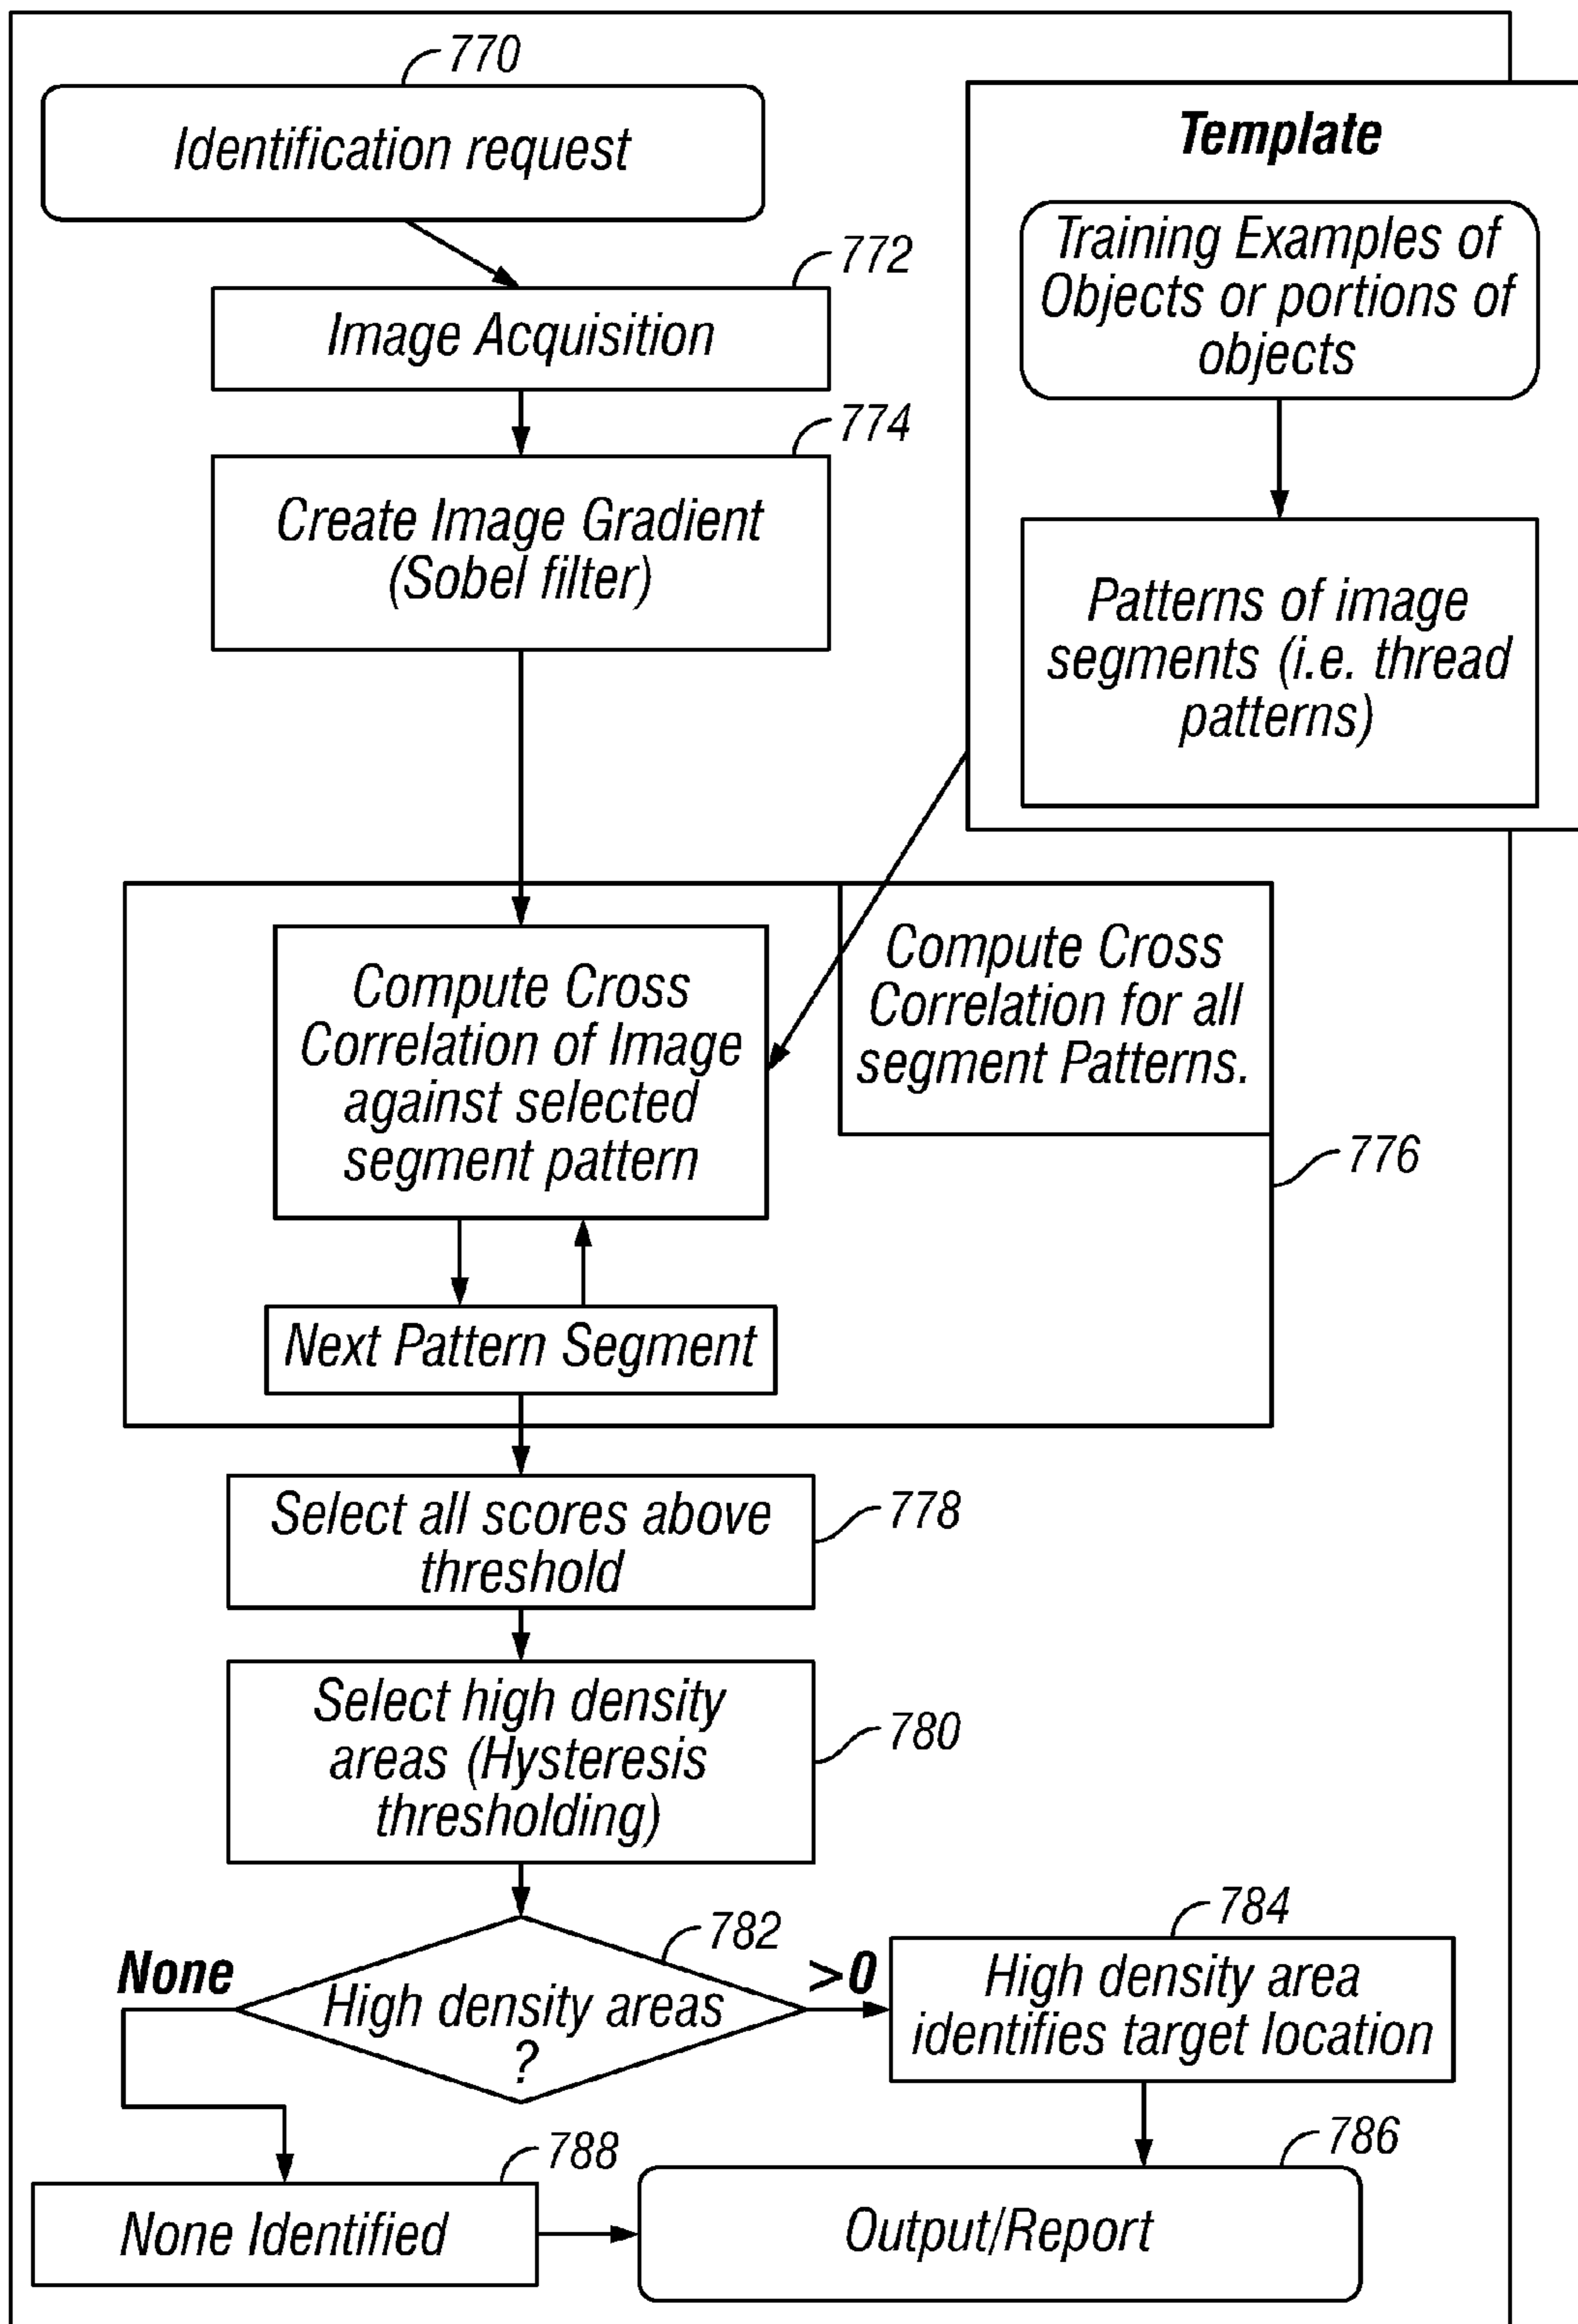 770
Identification request
Template
Training Examples of
Objects or portions of
objects
772
Image Acquisition
774
Create Image Gradient
(Sobel filter)
Patterns of image
segments (i.e. thread
patterns)
Compute Cross
Correlation of Image
against selected
segment pattern
Compute Cross
Correlation for all
segment Patterns.
776
Next Pattern Segment
Select all scores above
threshold
778
Select high density
areas (Hysteresis
thresholding)
780
782
None
High density areas
?
>0
784
High density area
identifies target location
788
None Identified
786
Output/Report